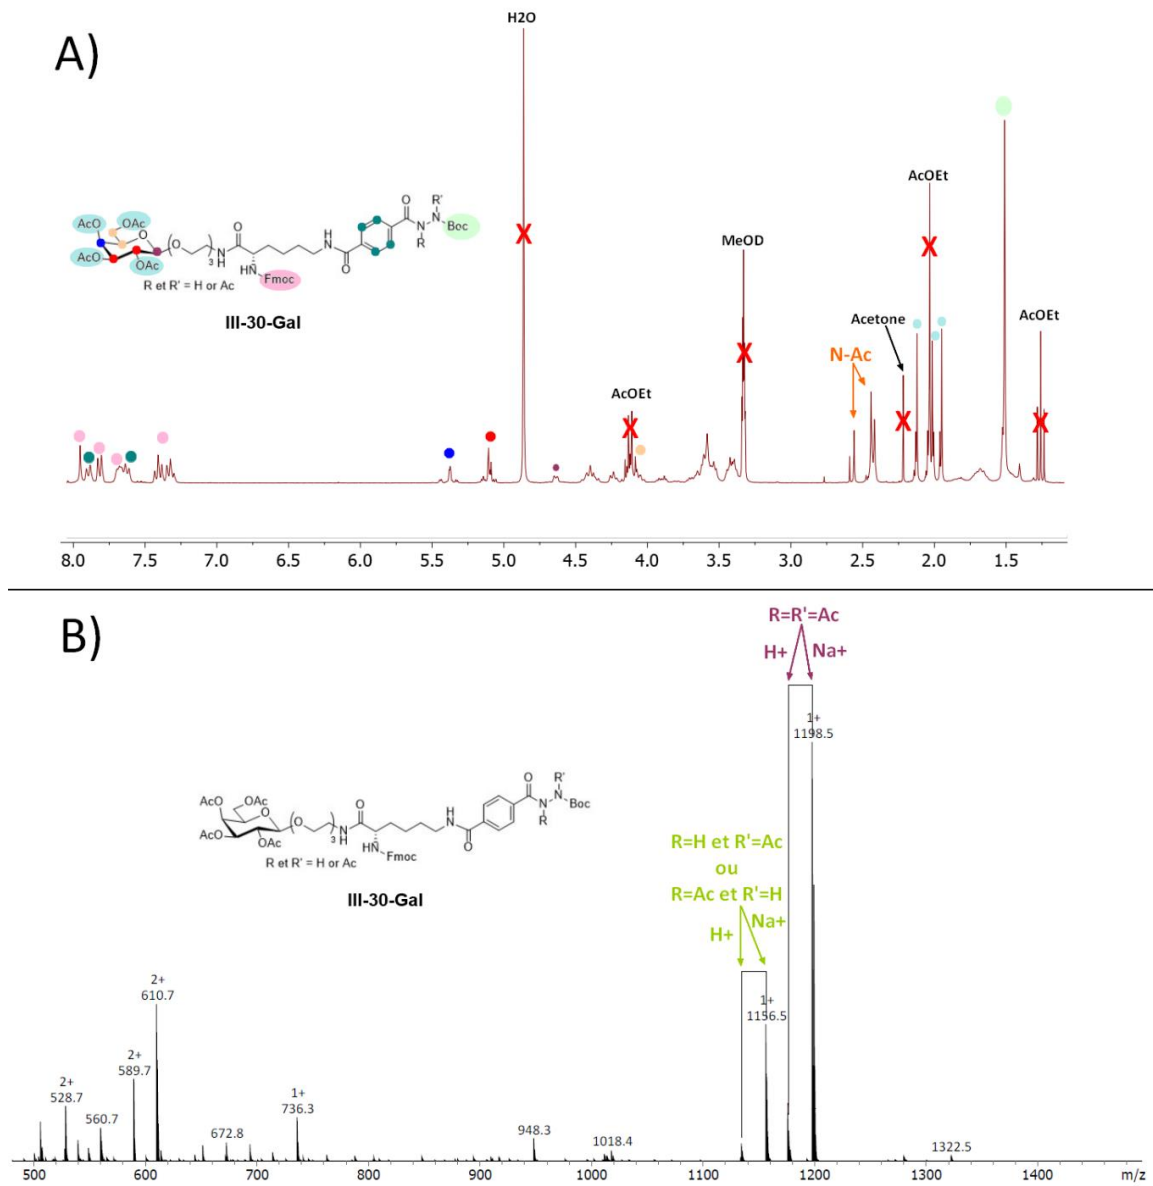 A)
H2O
AcOEt
MeOD
Acetone
AcOEt
N-Ac
AcOEt
AcO
OAc
O
O
O
3
N
H
O
HN
Fmoc
H
N
O
O
R'
N
N
R
Boc
AcO
OAc
R et R' = H or Ac
III-30-Gal
8.0 7.5 7.0 6.5 6.0 5.5 5.0 4.5 4.0 3.5 3.0 2.5 2.0 1.5
B)
R=R'=Ac
H+ Na+
1+
1198.5
AcO
OAc
O
O
O
3
N
H
O
HN
Fmoc
H
N
O
O
R'
N
N
R
Boc
AcO
OAc
R et R' = H or Ac
III-30-Gal
R=H et R'=Ac
ou
R=Ac et R'=H
H+ Na+
1+
1156.5
2+
610.7
2+
589.7
2+
528.7
560.7
672.8
1+
736.3
948.3
1018.4
1322.5
500 600 700 800 900 1000 1100 1200 1300 1400 m/z